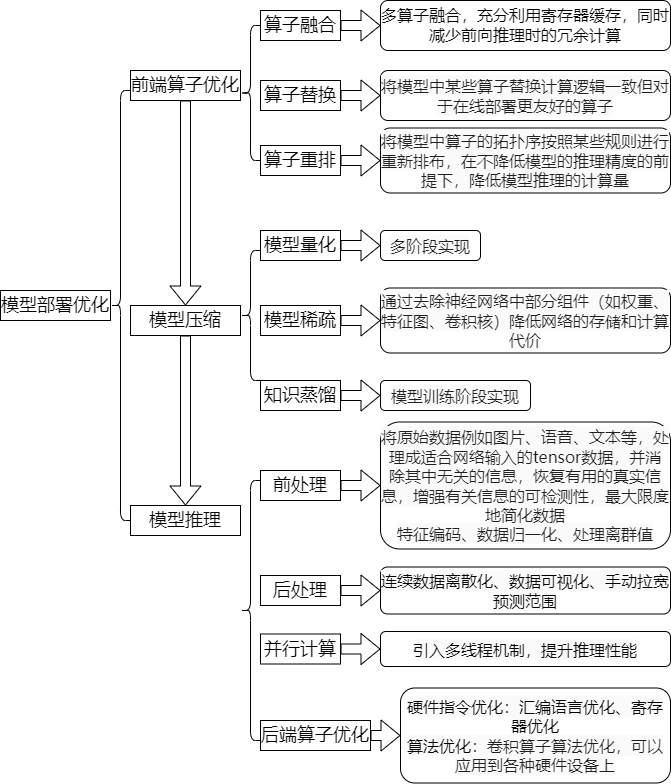 模型部署优化
前端算子优化
算子融合
多算子融合，充分利用寄存器缓存，同时
减少前向推理时的冗余计算
算子替换
将模型中某些算子替换计算逻辑一致但对
于在线部署更友好的算子
算子重排
将模型中算子的拓扑序按照某些规则进行
重新排布，在不降低模型的推理精度的前
提下，降低模型推理的计算量
模型压缩
模型量化
多阶段实现
模型稀疏
通过去除神经网络中部分组件（如权重、
特征图、卷积核）降低网络的存储和计算
代价
知识蒸馏
模型训练阶段实现
模型推理
前处理
将原始数据例如图片、语音、文本等，处
理成适合网络输入的tensor数据，并消
除其中无关的信息，恢复有用的真实信
息，增强有关信息的可检测性，最大限度
地简化数据
特征编码、数据归一化、处理离群值
后处理
连续数据离散化、数据可视化、手动拉宽
预测范围
并行计算
引入多线程机制，提升推理性能
后端算子优化
硬件指令优化：汇编语言优化、寄存
器优化
算法优化：卷积算子算法优化，可以
应用到各种硬件设备上